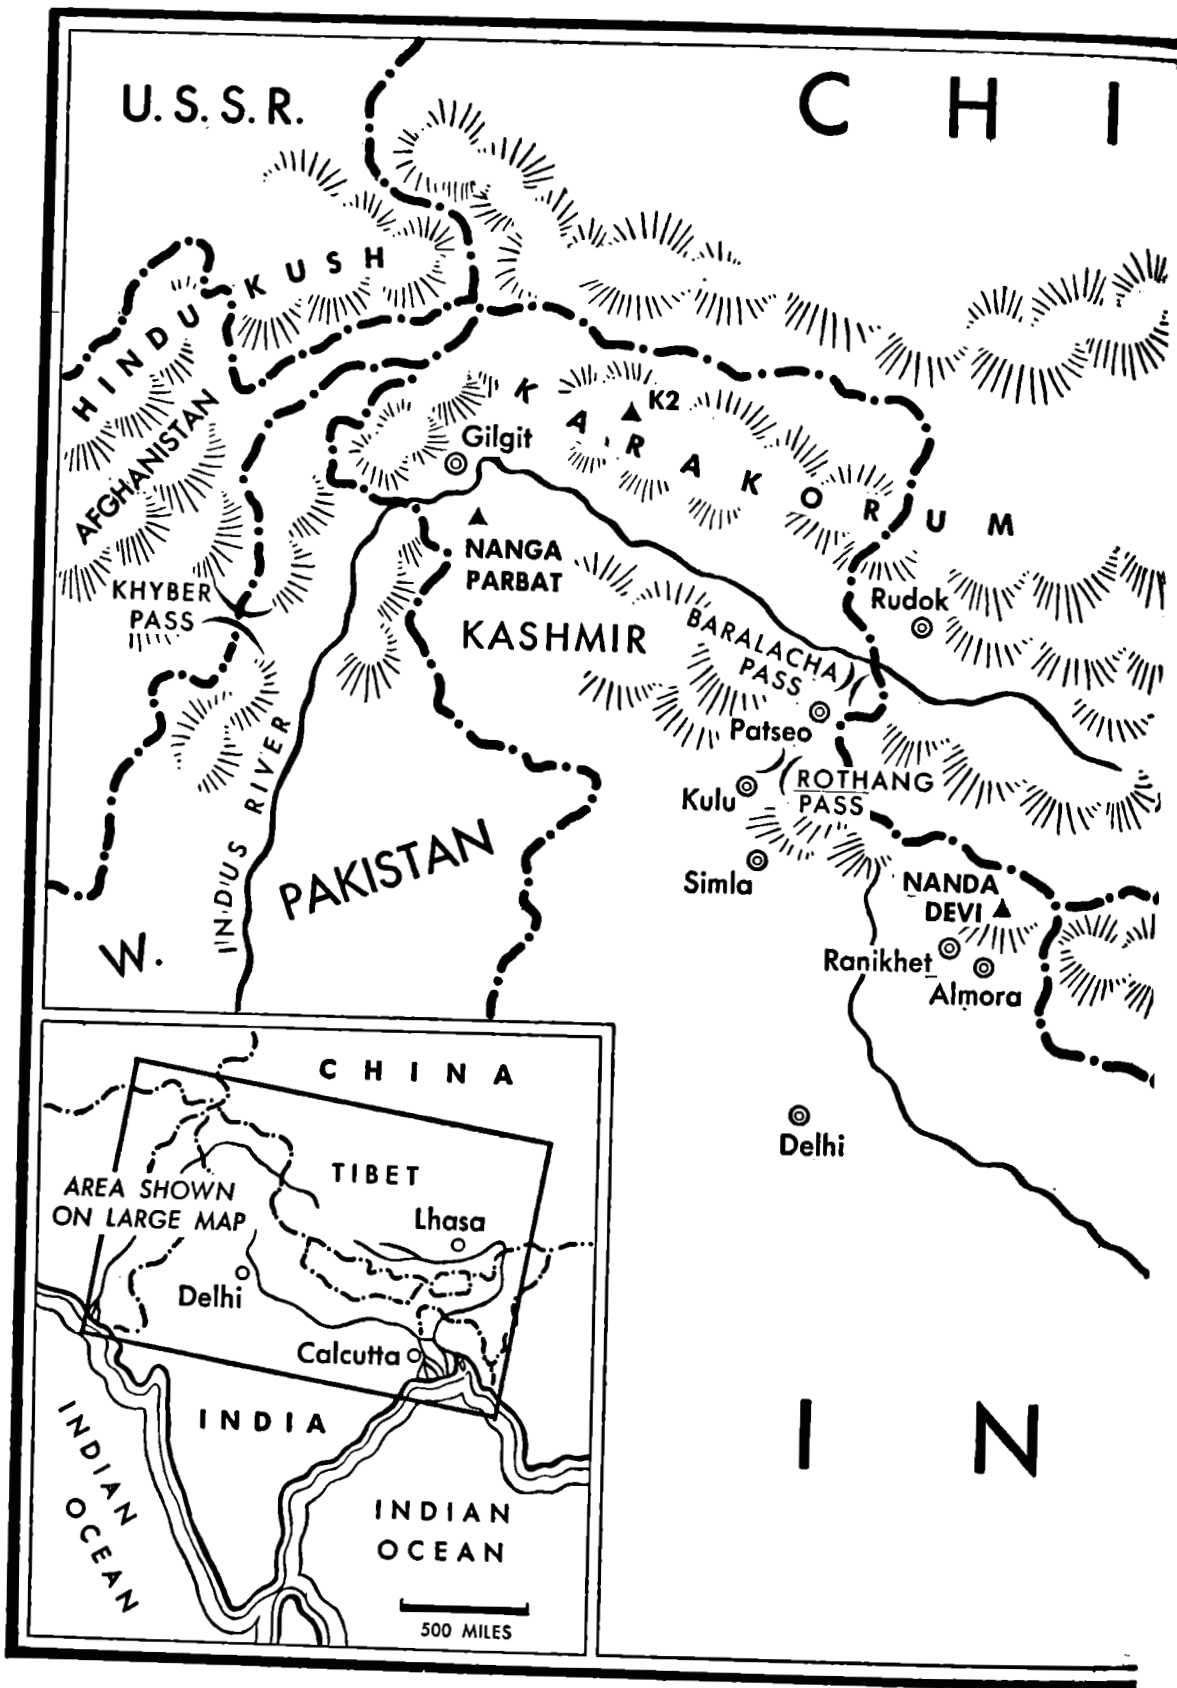 U.S.S.R.
C H I
HINDU KUSH
AFGHANISTAN
KARAKORUM
K2
Gilgit
NANGA
PARBAT
KHYBER
PASS
KASHMIR
Rudok
BARALACHA
PASS
Patseo
ROTHANG
PASS
Kulu
Simla
INDUS RIVER
W.
PAKISTAN
NANDA
DEVI
Ranikhet
Almora
Delhi
I N
CHINA
TIBET
AREA SHOWN
ON LARGE MAP
Lhasa
Delhi
Calcutta
INDIA
INDIAN
OCEAN
INDIAN
OCEAN
500 MILES